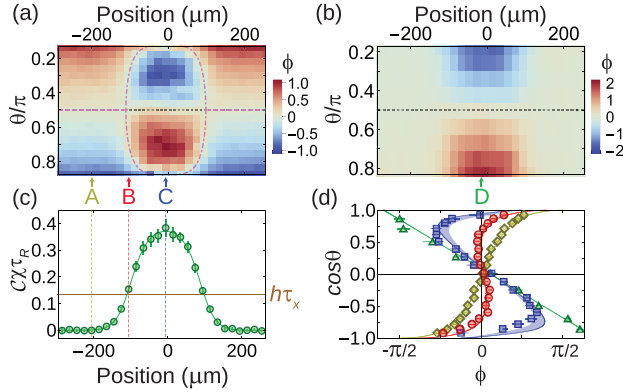 (a) Position (μm) (b) Position (μm)
-200 0 200 -200 0 200
θ/π 0.2 0.4 0.6 0.8 ϕ 1.0 0.5 0.0 -0.5 -1.0
θ/π 0.2 0.4 0.6 0.8 ϕ 2 1 0 -1 -2
A B C D
(c) (d)
CχτR 0.4 0.3 0.2 0.1 0 hτx
cosθ 1.0 0.5 0.0 -0.5 -1.0
-200 0 200 -π/2 0 π/2
Position (μm) ϕ